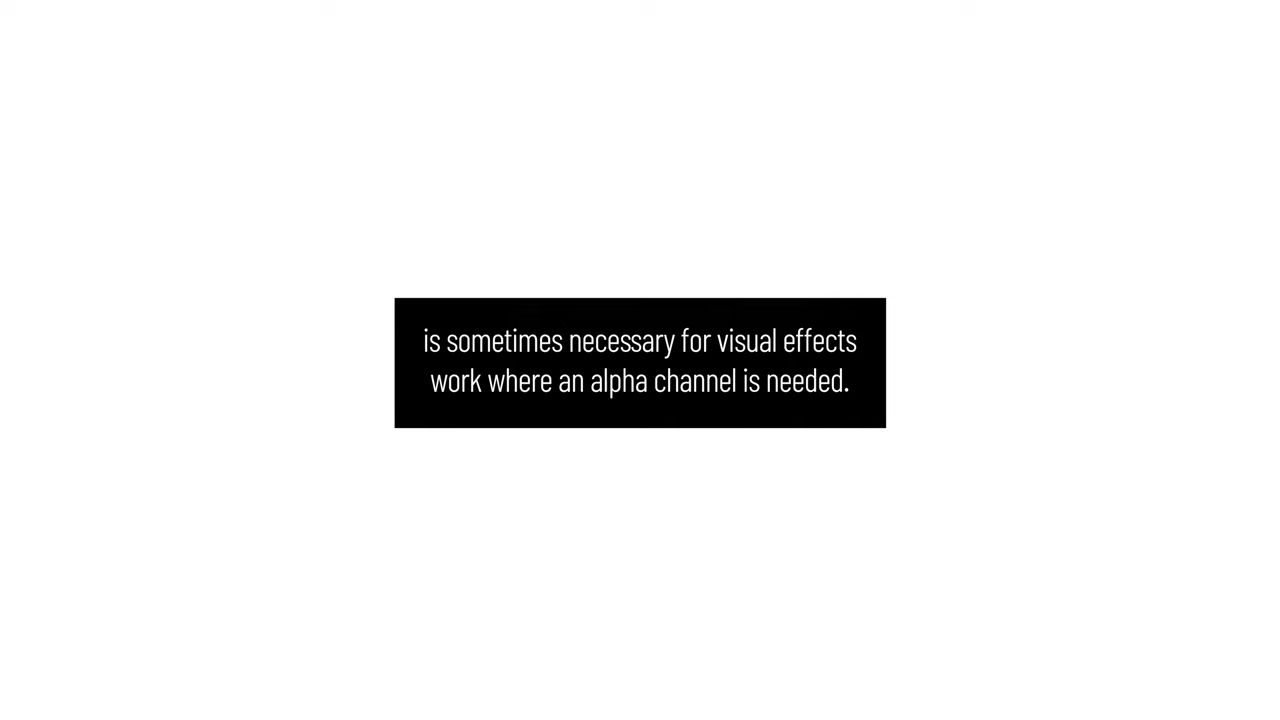 is sometimes necessary for visual effects
work where an alpha channel is needed.